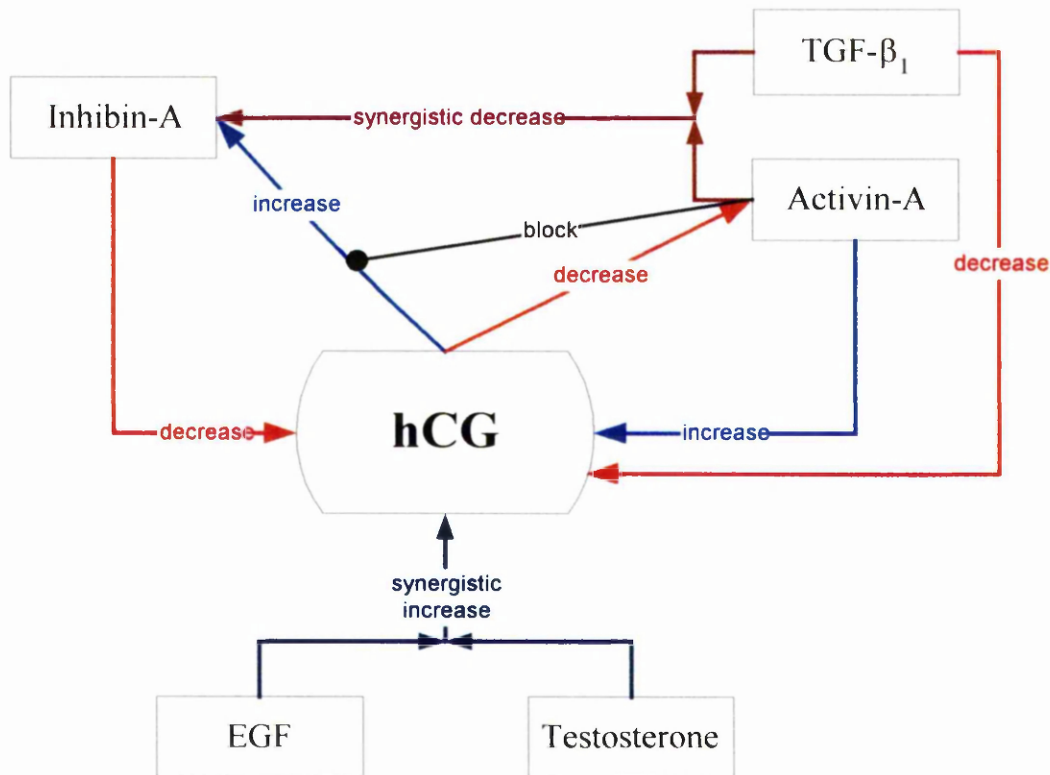 TGF-β₁
Inhibin-A
synergistic decrease
Activin-A
increase
block
decrease
decrease
hCG
decrease
increase
synergistic
increase
EGF
Testosterone